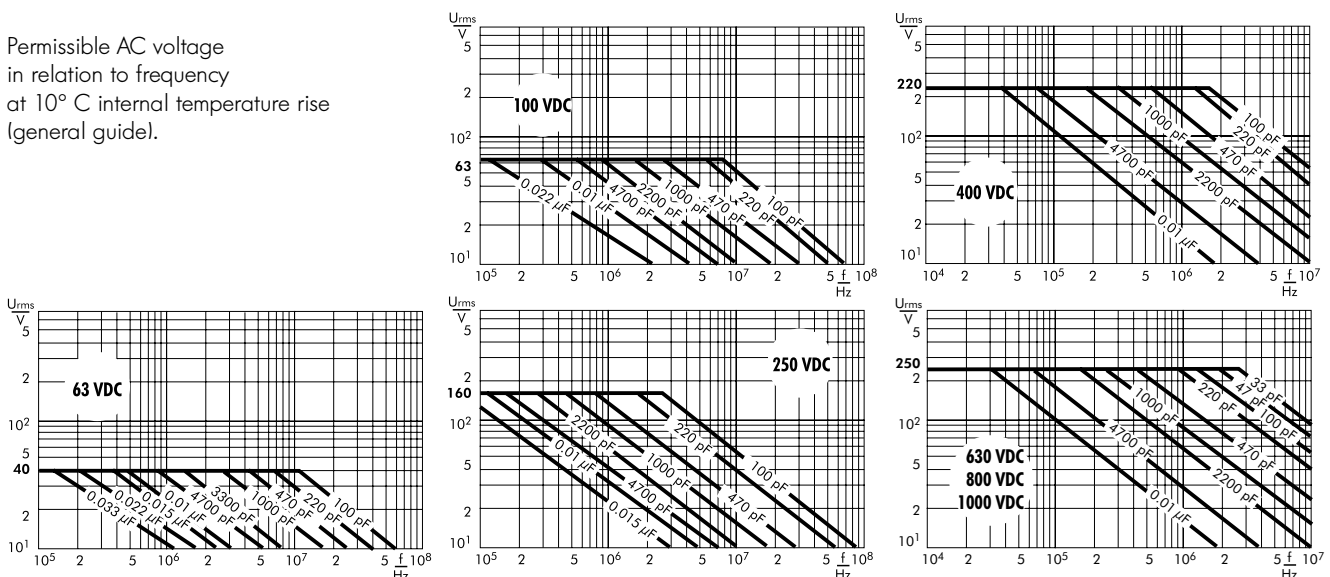 Permissible AC voltage
in relation to frequency
at 10° C internal temperature rise
(general guide).
Urms
V
5
2
10²
63
5
2
10¹
100 VDC
0.022 µF
0.01 µF
4700 pF
2200 pF
1000 pF
470 pF
220 pF
100 pF
10⁵ 2 5 10⁶ 2 5 10⁷ 2 5 f/Hz 10⁸
Urms
V
5
220
2
10²
5
2
10¹
400 VDC
0.01 µF
4700 pF
2200 pF
1000 pF
470 pF
220 pF
100 pF
10⁴ 2 5 10⁵ 2 5 10⁶ 2 5 f/Hz 10⁷
Urms
V
5
2
10²
5
40
2
10¹
63 VDC
0.033 µF
0.022 µF
0.015 µF
0.01 µF
4700 pF
3300 pF
1000 pF
470 pF
220 pF
100 pF
10⁵ 2 5 10⁶ 2 5 10⁷ 2 5 f/Hz 10⁸
Urms
V
5
2
160
10²
5
2
10¹
250 VDC
0.015 µF
4700 pF
0.01 µF
2200 pF
1000 pF
470 pF
220 pF
100 pF
10⁵ 2 5 10⁶ 2 5 10⁷ 2 5 f/Hz 10⁸
Urms
V
5
250
2
10²
5
2
10¹
630 VDC
800 VDC
1000 VDC
0.01 µF
4700 pF
2200 pF
1000 pF
470 pF
220 pF
100 pF
47 pF
33 pF
10⁴ 2 5 10⁵ 2 5 10⁶ 2 5 f/Hz 10⁷